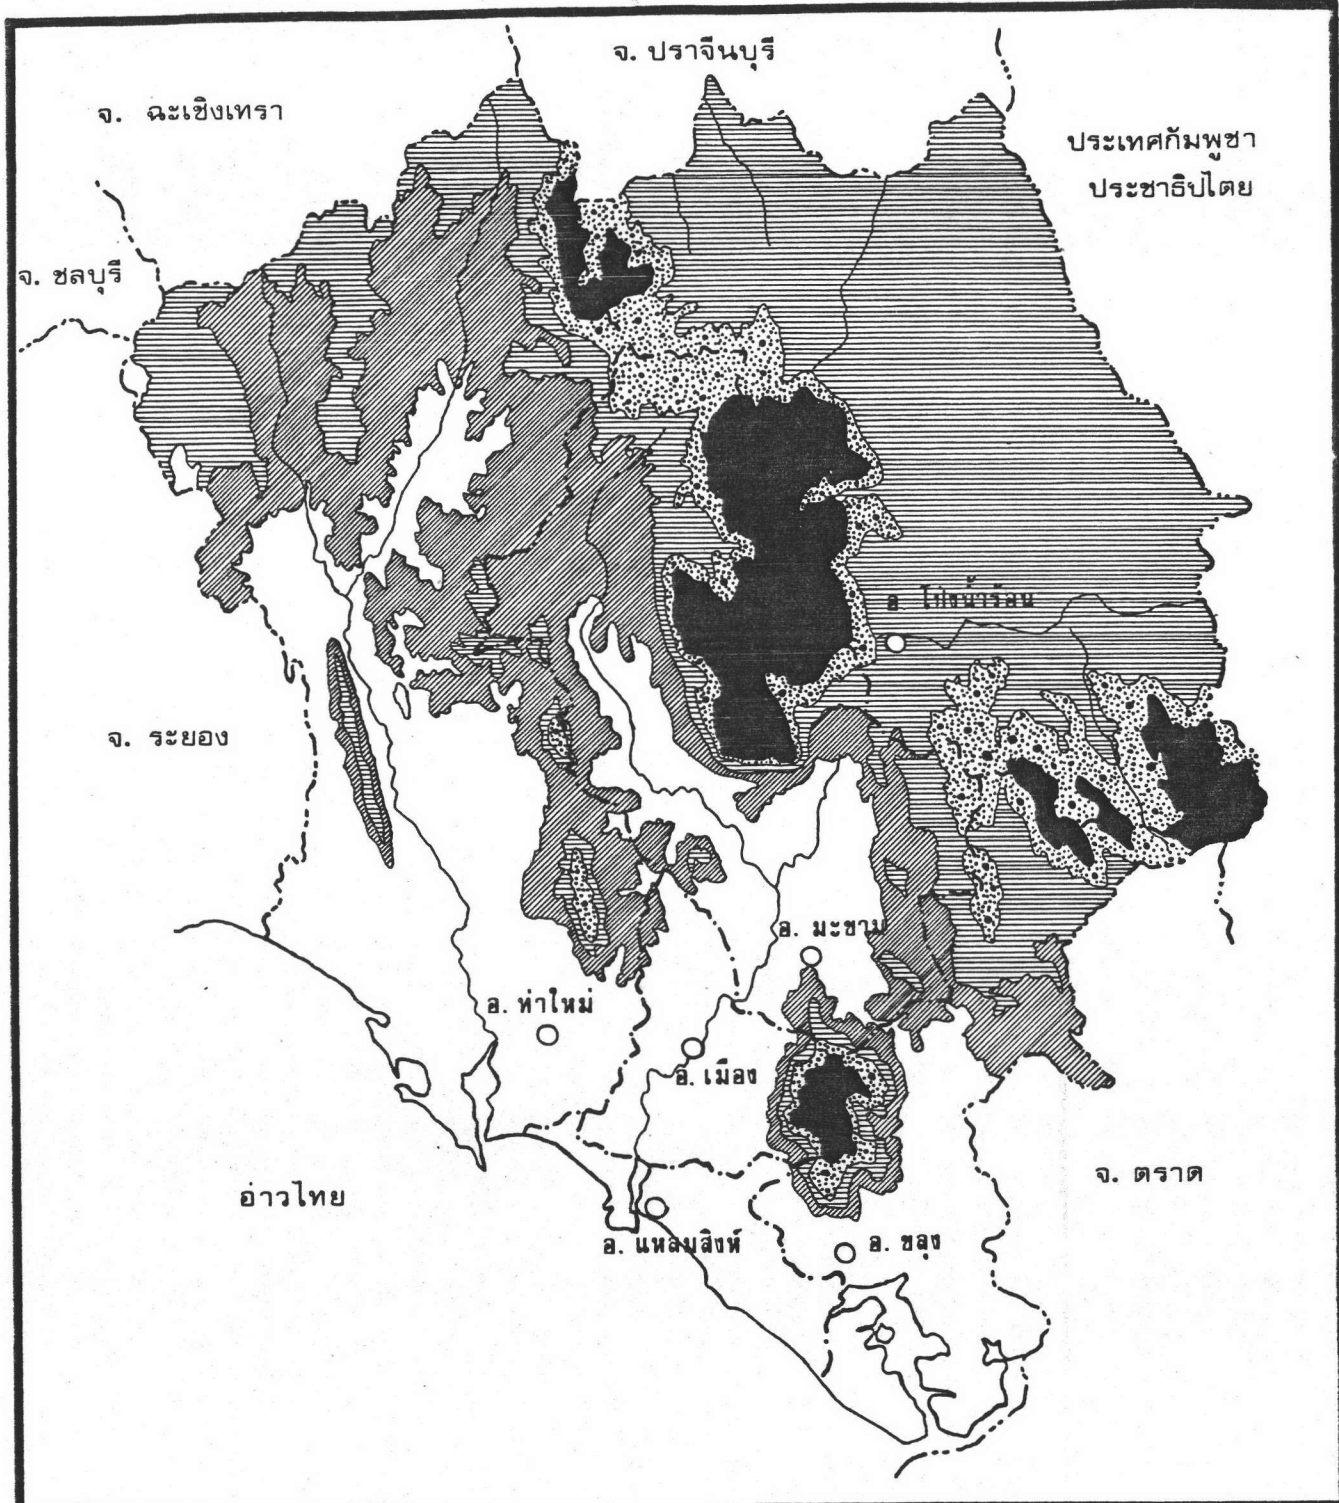 จ. ปราจีนบุรี
จ. ฉะเชิงเทรา
ประเทศกัมพูชา
ประชาธิปไตย
จ. ชลบุรี
อ. โป่งน้ำร้อน
จ. ระยอง
อ. มะขาม
อ. ท่าใหม่
อ. เมือง
จ. ตราด
อ่าวไทย
อ. แหลมสิงห์
อ. ขลุง